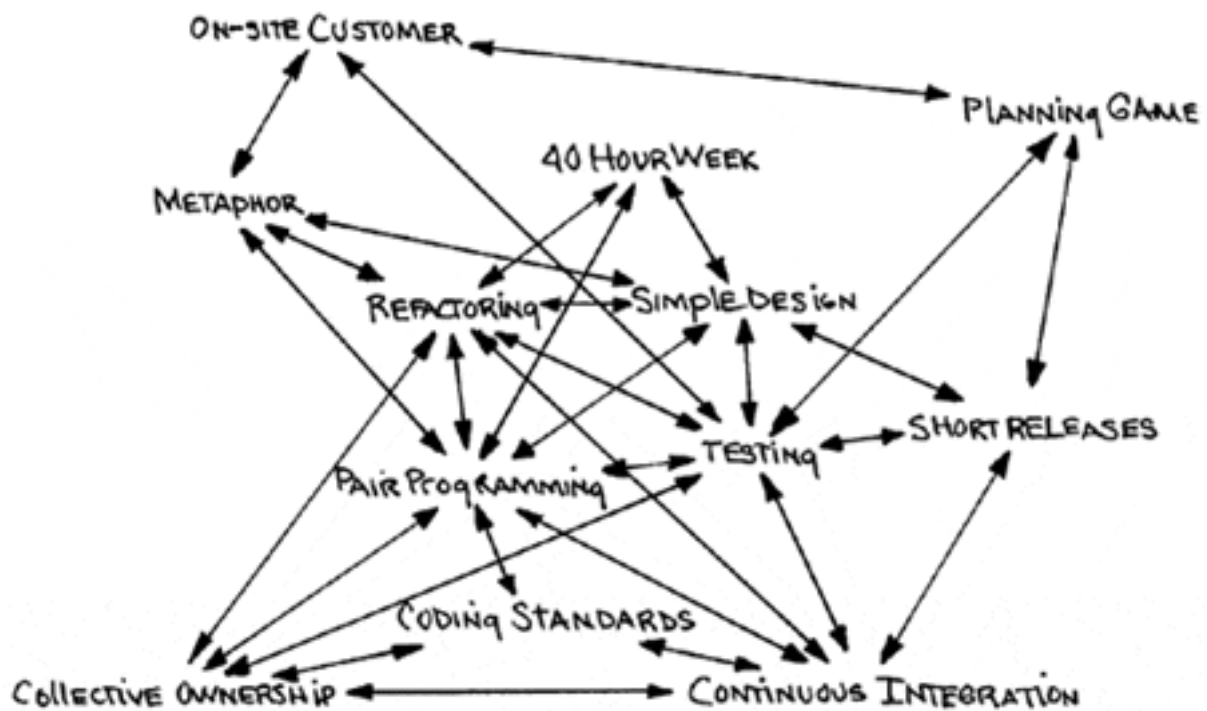 On-site Customer
Planning Game
40 Hour Week
Metaphor
Refactoring
Simple Design
Short Releases
Testing
Pair Programming
Coding Standards
Collective Ownership
Continuous Integration